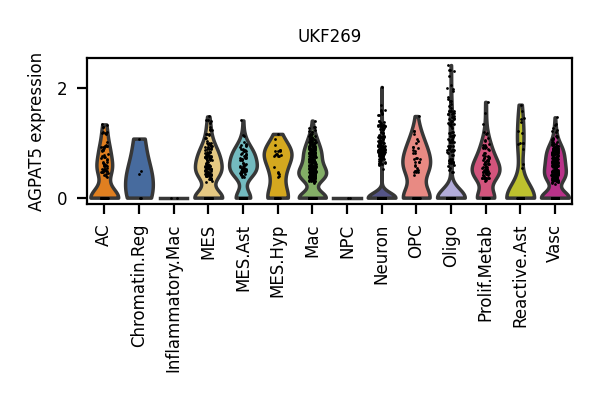 UKF269
AGPAT5 expression
2
0
AC
Chromatin.Reg
Inflammatory.Mac
MES
MES.Ast
MES.Hyp
Mac
NPC
Neuron
OPC
Oligo
Prolif.Metab
Reactive.Ast
Vasc